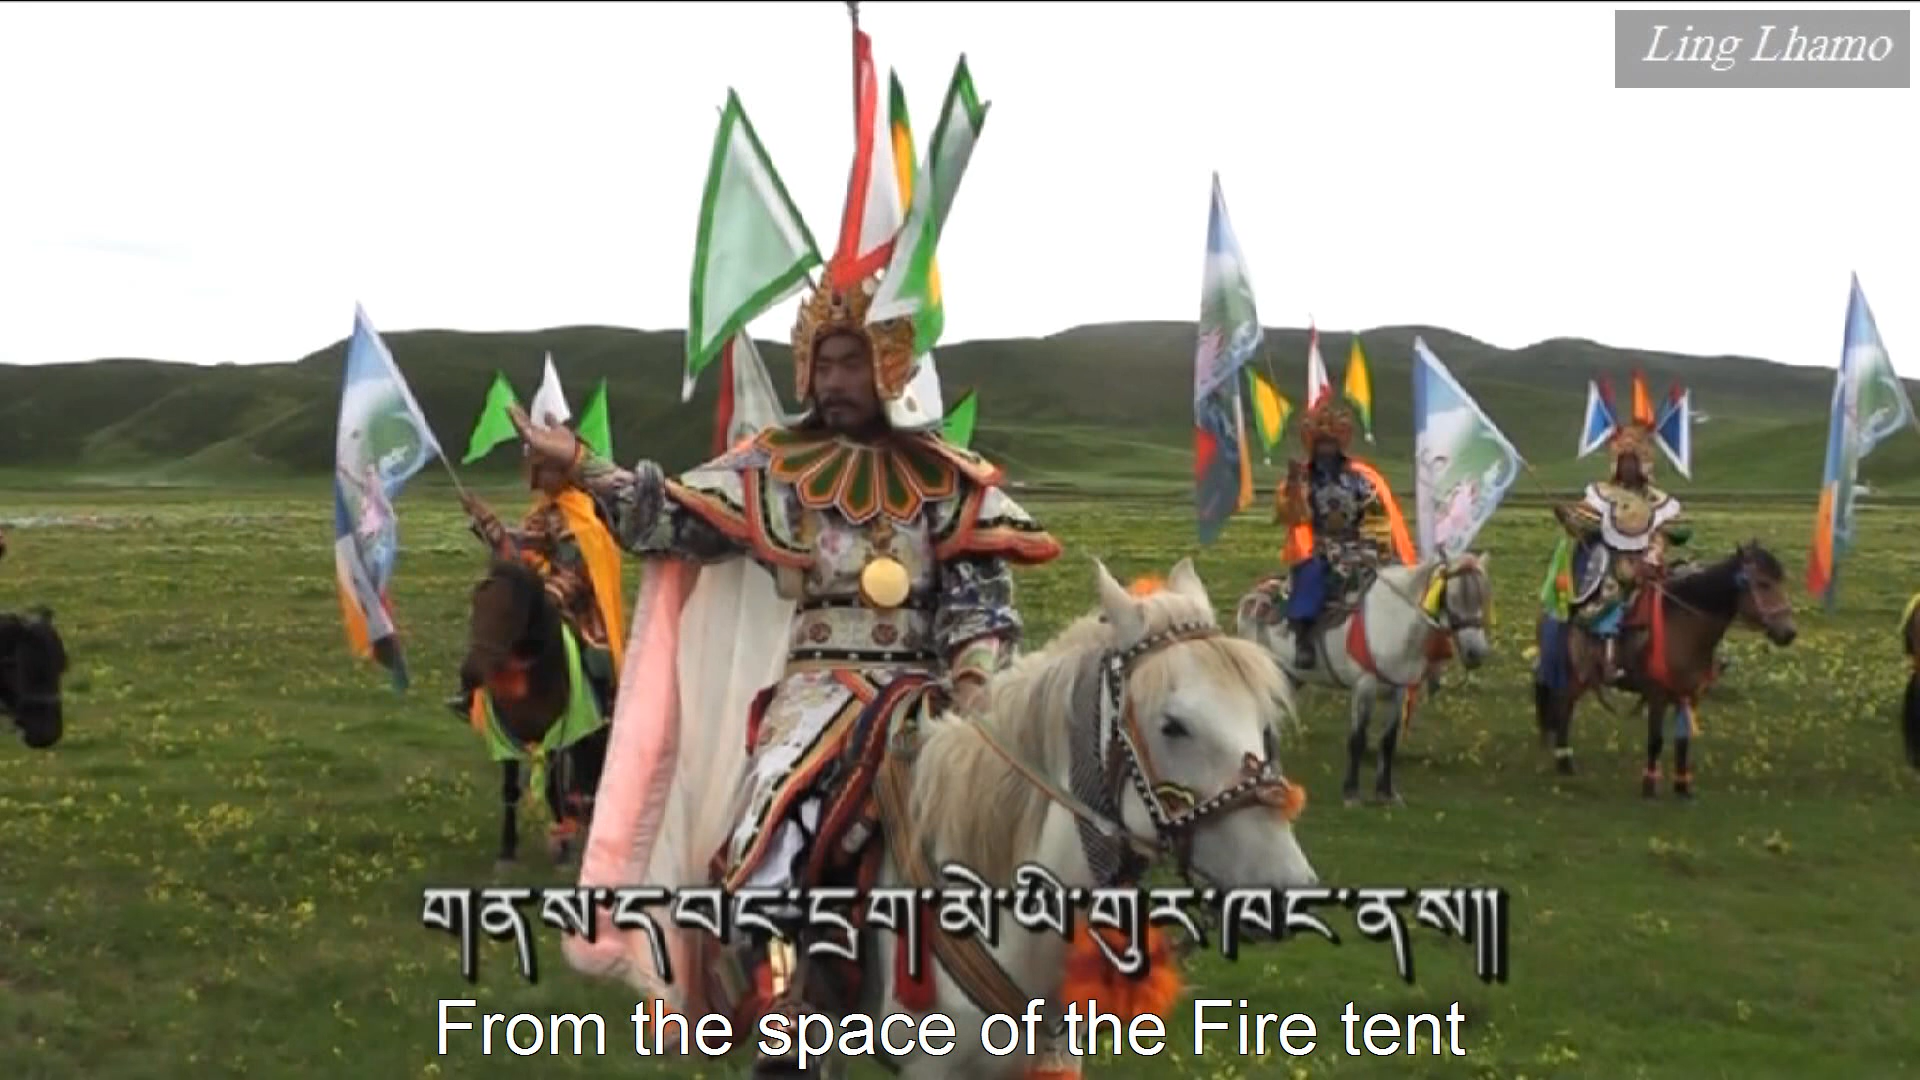 Ling Lhamo
གནས་དབང་དྲག་མེ་ཡི་གུར་ཁང་ནས།།
From the space of the Fire tent